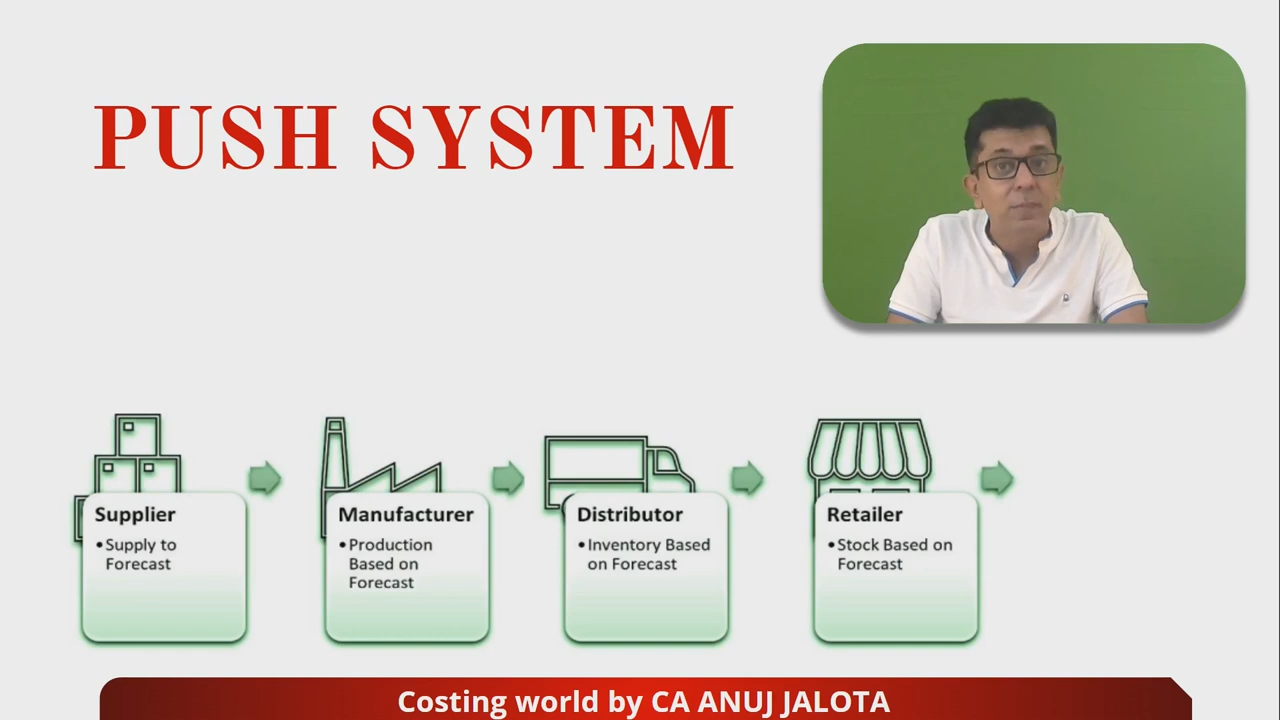 PUSH SYSTEM
Supplier
•Supply to
Forecast
Manufacturer
•Production
Based on
Forecast
Distributor
•Inventory Based
on Forecast
Retailer
•Stock Based on
Forecast
Costing world by CA ANUJ JALOTA